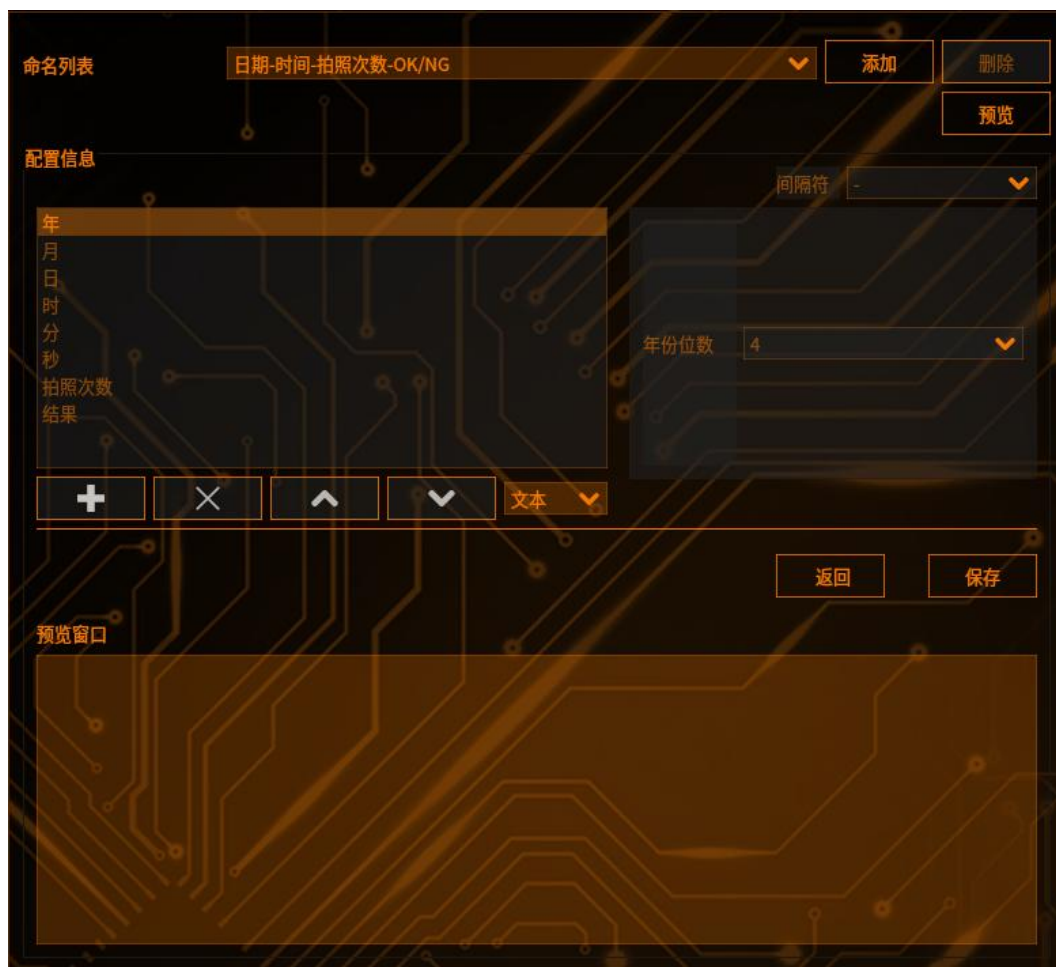 命名列表 日期-时间-拍照次数-OK/NG 添加 删除
预览
配置信息
间隔符 -
年
月
日
时
分
秒
拍照次数
结果
年份位数 4
文本
返回 保存
预览窗口